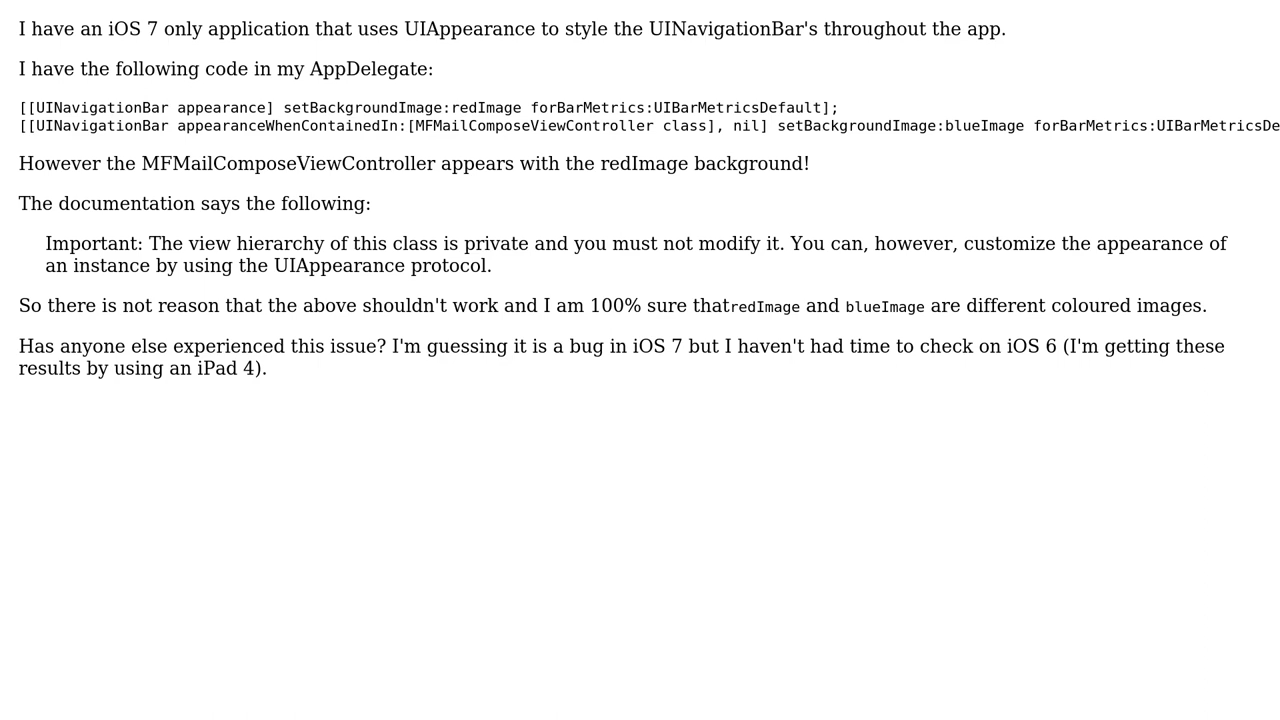 I have an iOS 7 only application that uses UIAppearance to style the UINavigationBar's throughout the app.
I have the following code in my AppDelegate:
[[UINavigationBar appearance] setBackgroundImage:redImage forBarMetrics:UIBarMetricsDefault];
[[UINavigationBar appearanceWhenContainedIn:[MFMailComposeViewController class], nil] setBackgroundImage:blueImage forBarMetrics:UIBarMetricsDe
However the MFMailComposeViewController appears with the redImage background!
The documentation says the following:
Important: The view hierarchy of this class is private and you must not modify it. You can, however, customize the appearance of
an instance by using the UIAppearance protocol.
So there is not reason that the above shouldn't work and I am 100% sure thatredImage and blueImage are different coloured images.
Has anyone else experienced this issue? I'm guessing it is a bug in iOS 7 but I haven't had time to check on iOS 6 (I'm getting these
results by using an iPad 4).